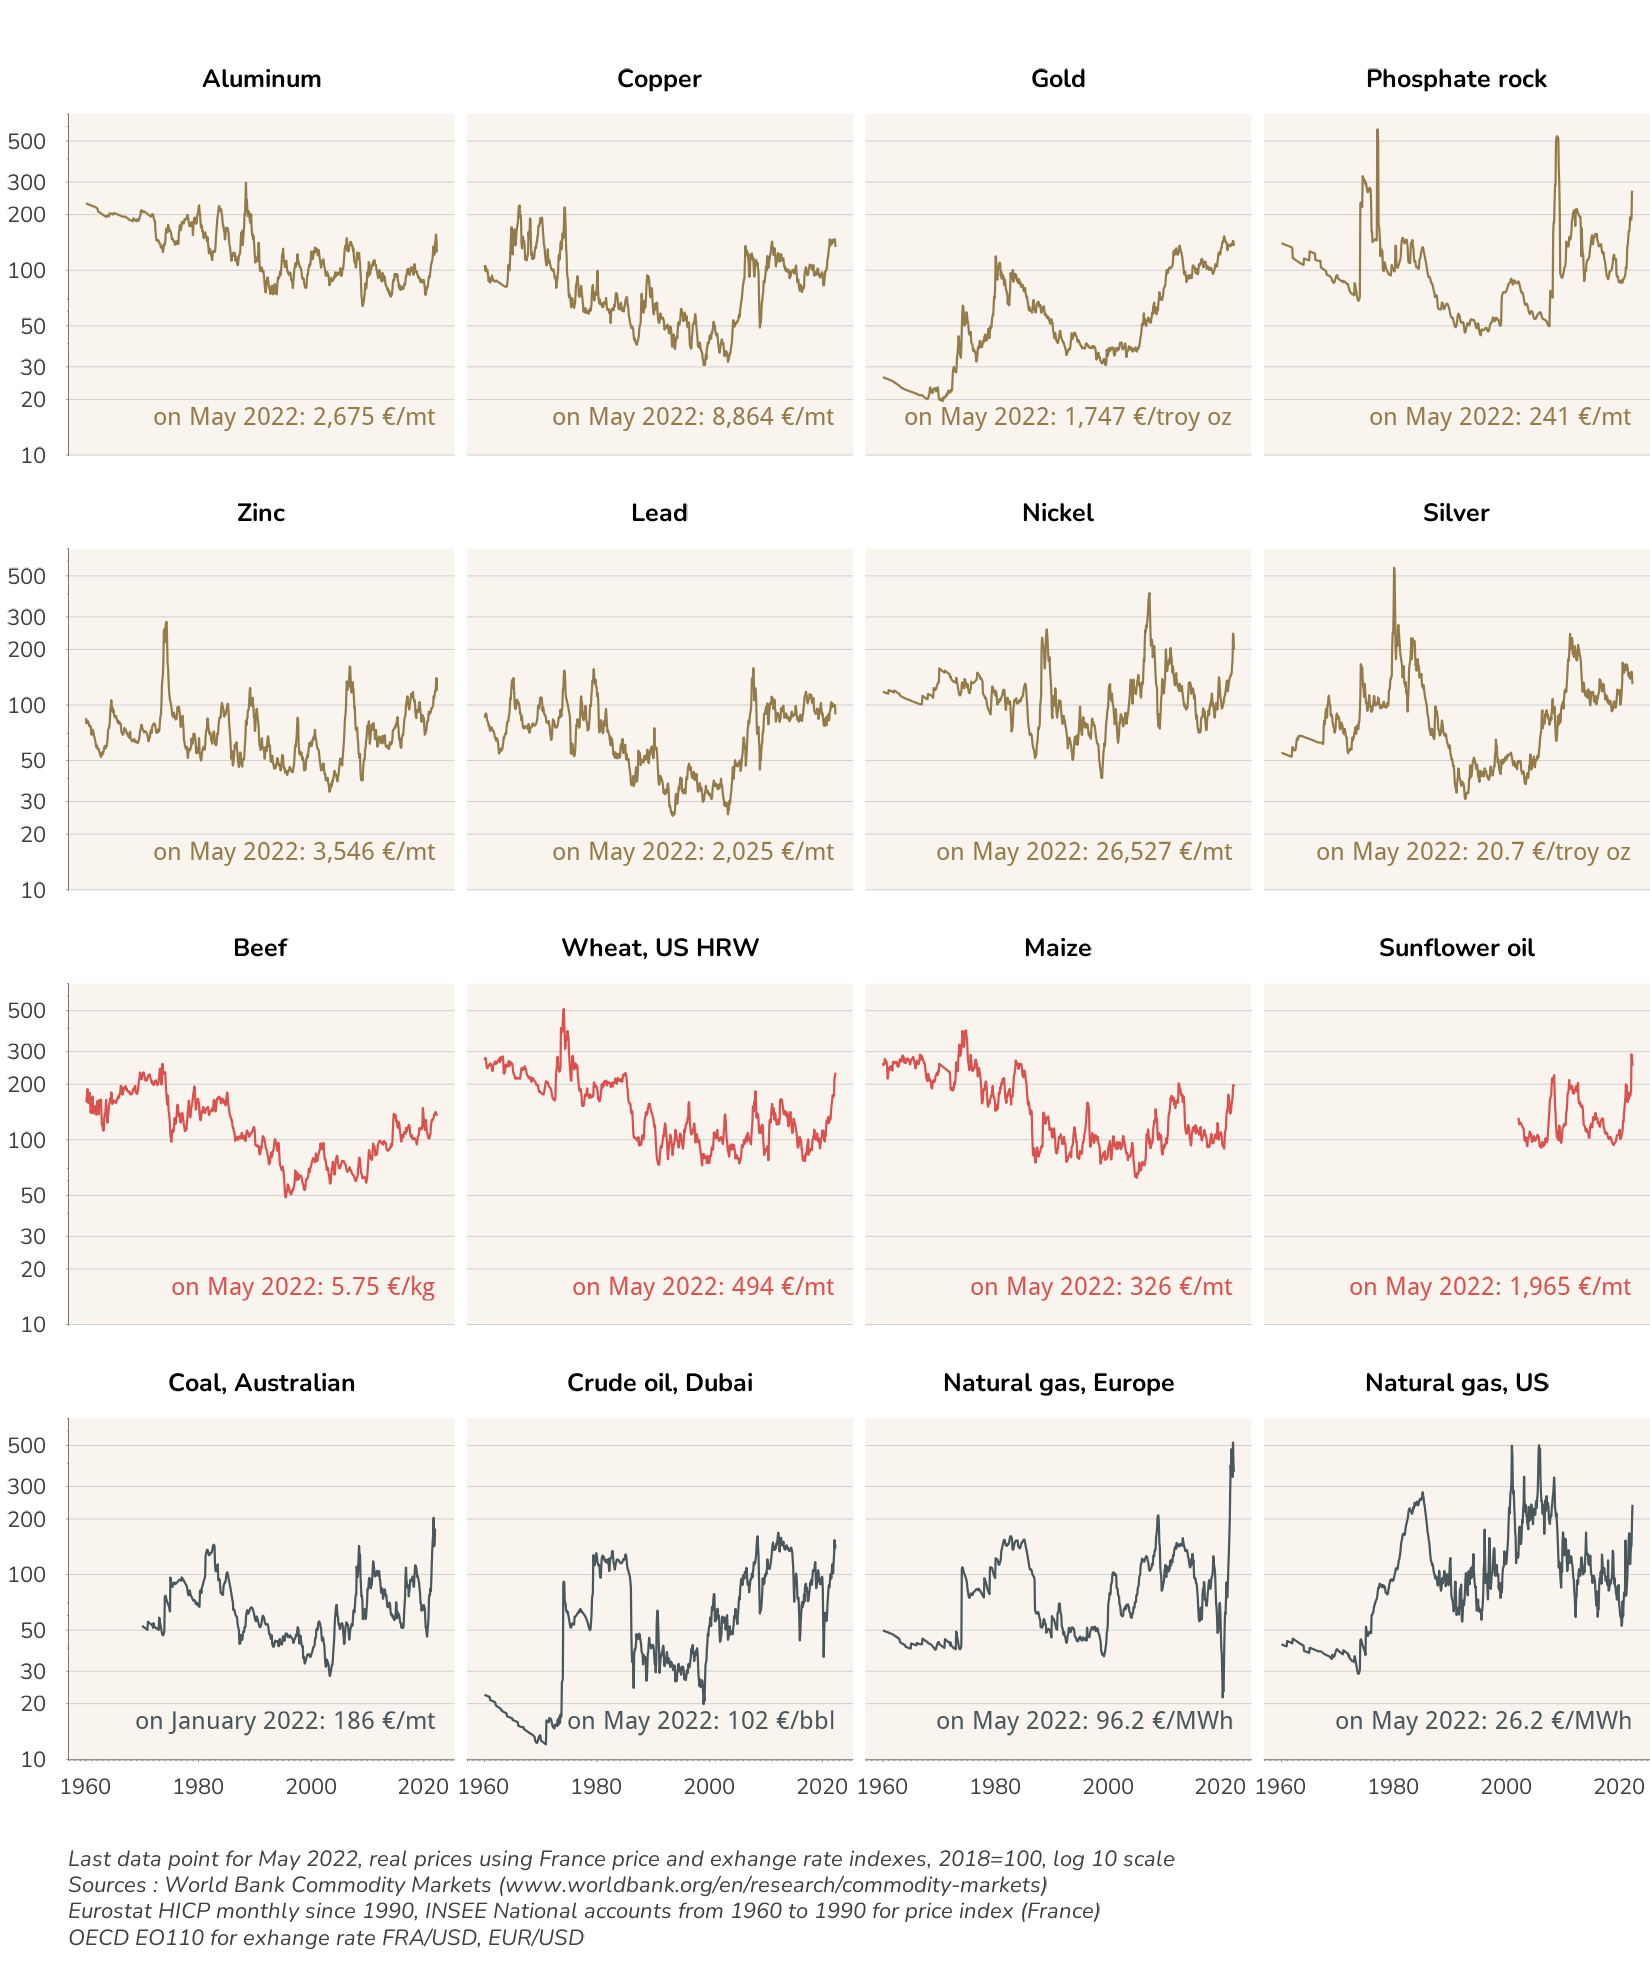 Aluminum Copper Gold Phosphate rock
500
300
200
100
50
30
20
on May 2022: 2,675 €/mt on May 2022: 8,864 €/mt on May 2022: 1,747 €/troy oz on May 2022: 241 €/mt
10
Zinc Lead Nickel Silver
500
300
200
100
50
30
20
on May 2022: 3,546 €/mt on May 2022: 2,025 €/mt on May 2022: 26,527 €/mt on May 2022: 20.7 €/troy oz
10
Beef Wheat, US HRW Maize Sunflower oil
500
300
200
100
50
30
20
on May 2022: 5.75 €/kg on May 2022: 494 €/mt on May 2022: 326 €/mt on May 2022: 1,965 €/mt
10
Coal, Australian Crude oil, Dubai Natural gas, Europe Natural gas, US
500
300
200
100
50
30
20
on January 2022: 186 €/mt on May 2022: 102 €/bbl on May 2022: 96.2 €/MWh on May 2022: 26.2 €/MWh
10
1960 1980 2000 2020 1960 1980 2000 2020 1960 1980 2000 2020 1960 1980 2000 2020
Last data point for May 2022, real prices using France price and exhange rate indexes, 2018=100, log 10 scale
Sources : World Bank Commodity Markets (www.worldbank.org/en/research/commodity-markets)
Eurostat HICP monthly since 1990, INSEE National accounts from 1960 to 1990 for price index (France)
OECD EO110 for exhange rate FRA/USD, EUR/USD